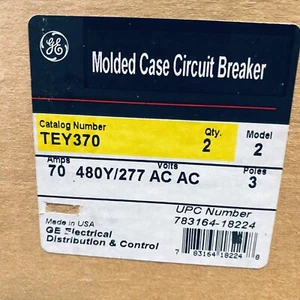 GE
Molded Case Circuit Breaker
Catalog Number Qty. Model
TEY370 2 2
Amps Volts Poles
70 480Y/277 AC AC 3
UPC Number
Made in USA 783164-18224
GE Electrical
Distribution & Control
7 83164 18224 8